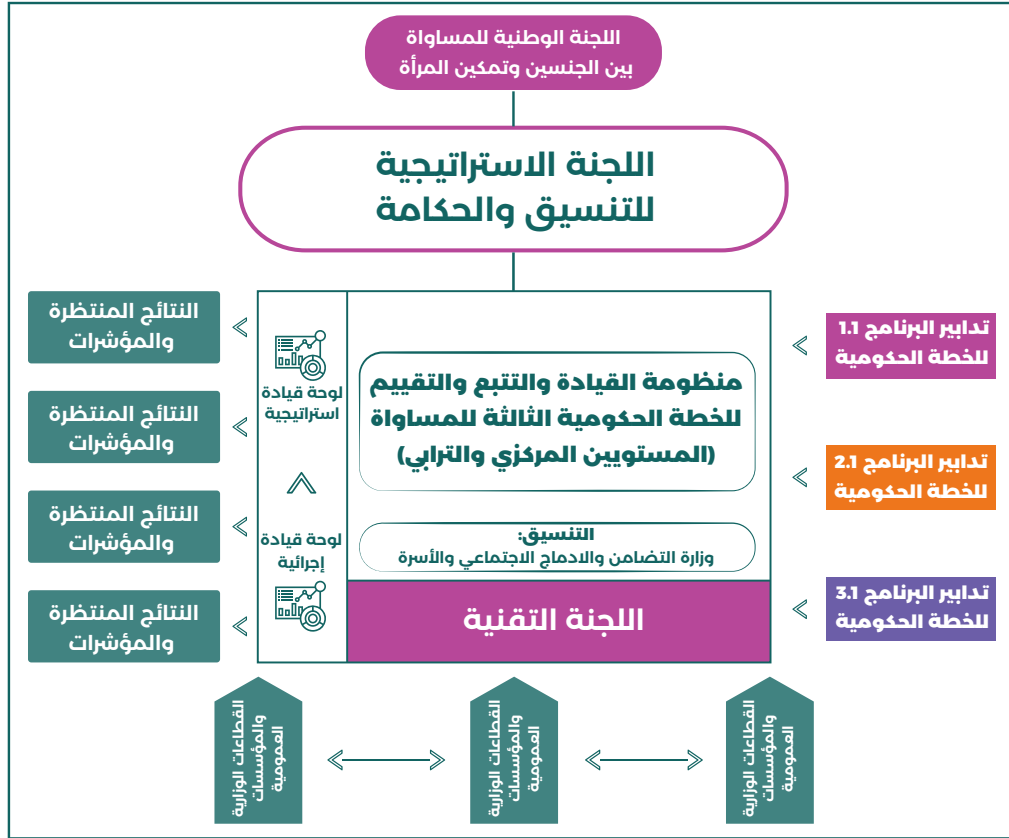 اللجنة الوطنية للمساواة
بين الجنسين وتمكين المرأة
اللجنة الاستراتيجية
للتنسيق والحكامة
تدابير البرنامج 1.1
للخطة الحكومية
تدابير البرنامج 2.1
للخطة الحكومية
تدابير البرنامج 3.1
للخطة الحكومية
منظومة القيادة والتتبع والتقييم
للخطة الحكومية الثالثة للمساواة
(المستويين المركزي والترابي)
التنسيق:
وزارة التضامن والادماج الاجتماعي والأسرة
اللجنة التقنية
لوحة قيادة
استراتيجية
لوحة قيادة
إجرائية
النتائج المنتظرة
والمؤشرات
النتائج المنتظرة
والمؤشرات
النتائج المنتظرة
والمؤشرات
النتائج المنتظرة
والمؤشرات
القطاعات الوزارية
والمؤسسات
العمومية
القطاعات الوزارية
والمؤسسات
العمومية
القطاعات الوزارية
والمؤسسات
العمومية